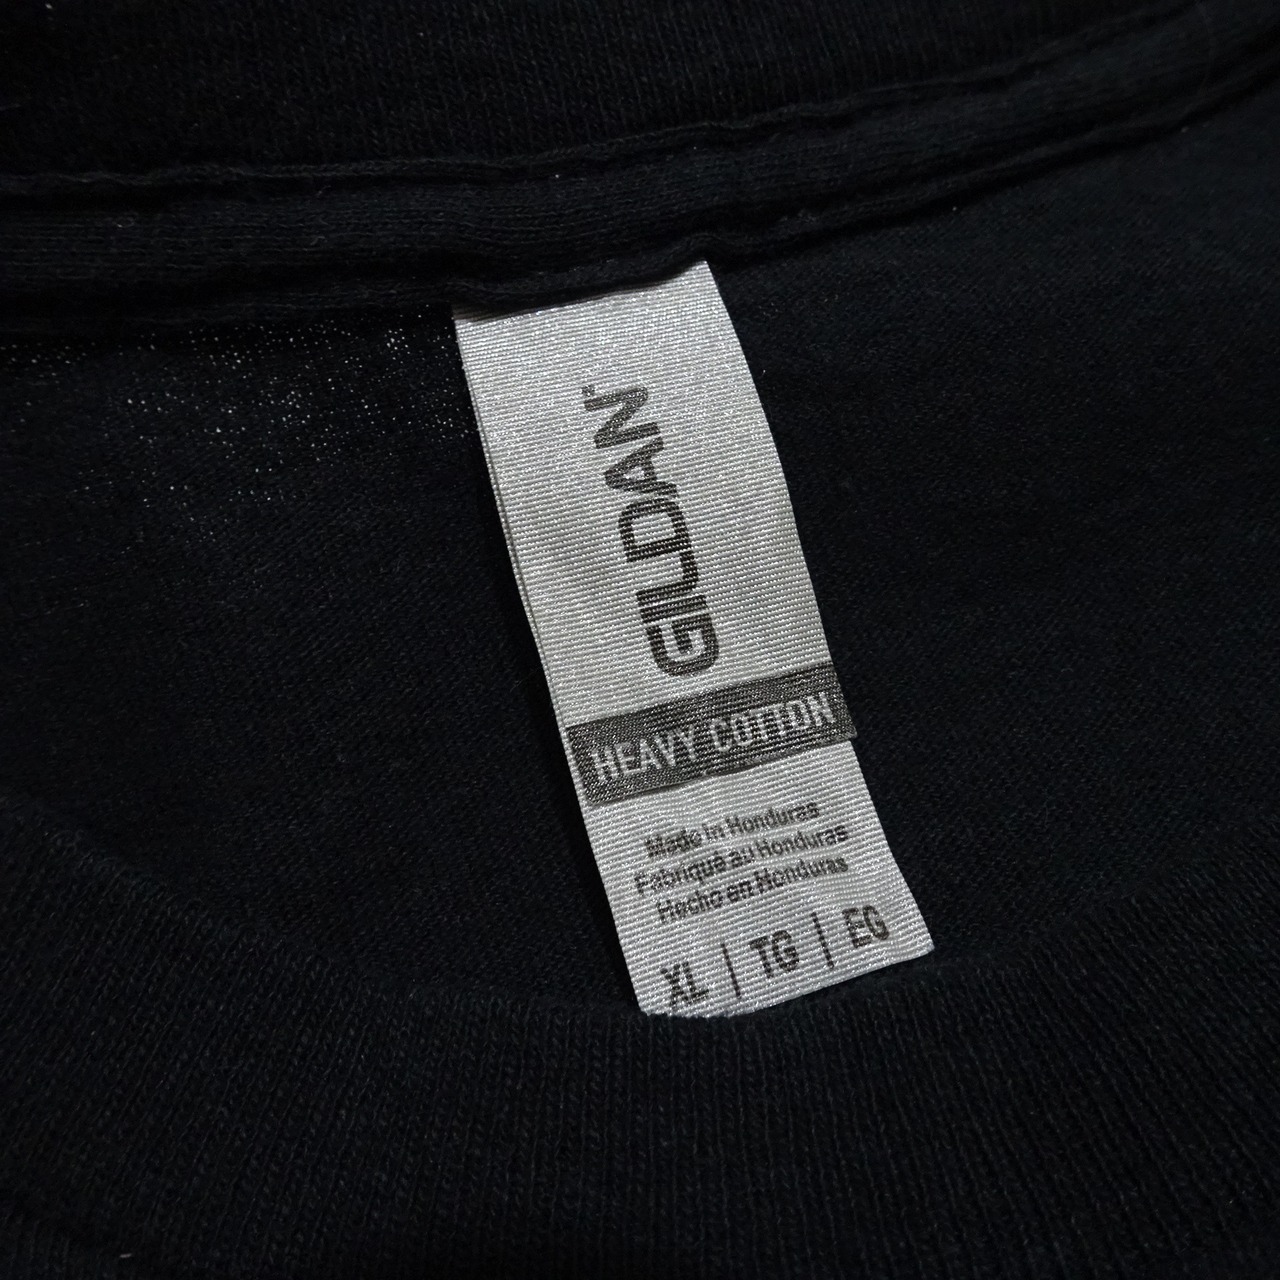 GILDAN
HEAVY COTTON
Made in Honduras
Fabriqué au Honduras
Hecho en Honduras
XL | TG | EG